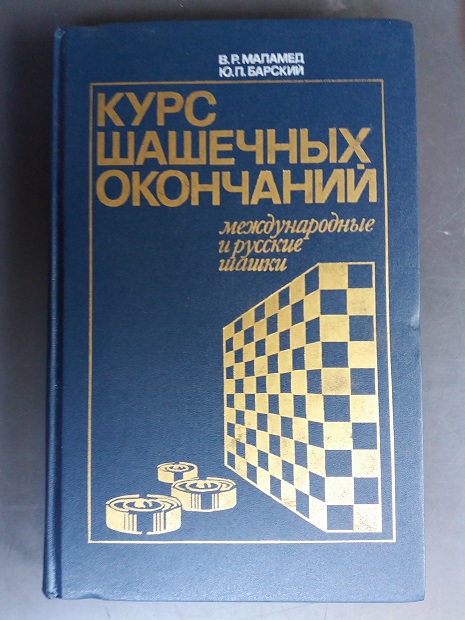 В.Р. МАЛАМЕД
Ю.П. БАРСКИЙ
КУРС
ШАШЕЧНЫХ
ОКОНЧАНИЙ
международные
и русские
шашки